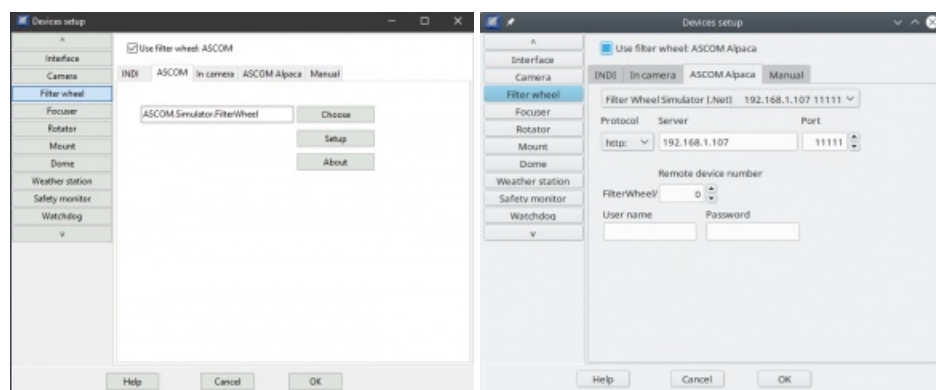 Devices setup
^
Interface
Camera
Filter wheel
Focuser
Rotator
Mount
Dome
Weather station
Safety monitor
Watchdog
v
Use filter wheel: ASCOM
INDI ASCOM In camera ASCOM Alpaca Manual
ASCOM.Simulator.FilterWheel Choose
Setup
About
Help Cancel OK
Devices setup
^
Interface
Camera
Filter wheel
Focuser
Rotator
Mount
Dome
Weather station
Safety monitor
Watchdog
v
Use filter wheel: ASCOM Alpaca
INDI In camera ASCOM Alpaca Manual
Filter Wheel Simulator [.Net] 192.168.1.107 11111
Protocol Server Port
http: 192.168.1.107 11111
Remote device number
FilterWheel/ 0
User name Password
Help Cancel OK